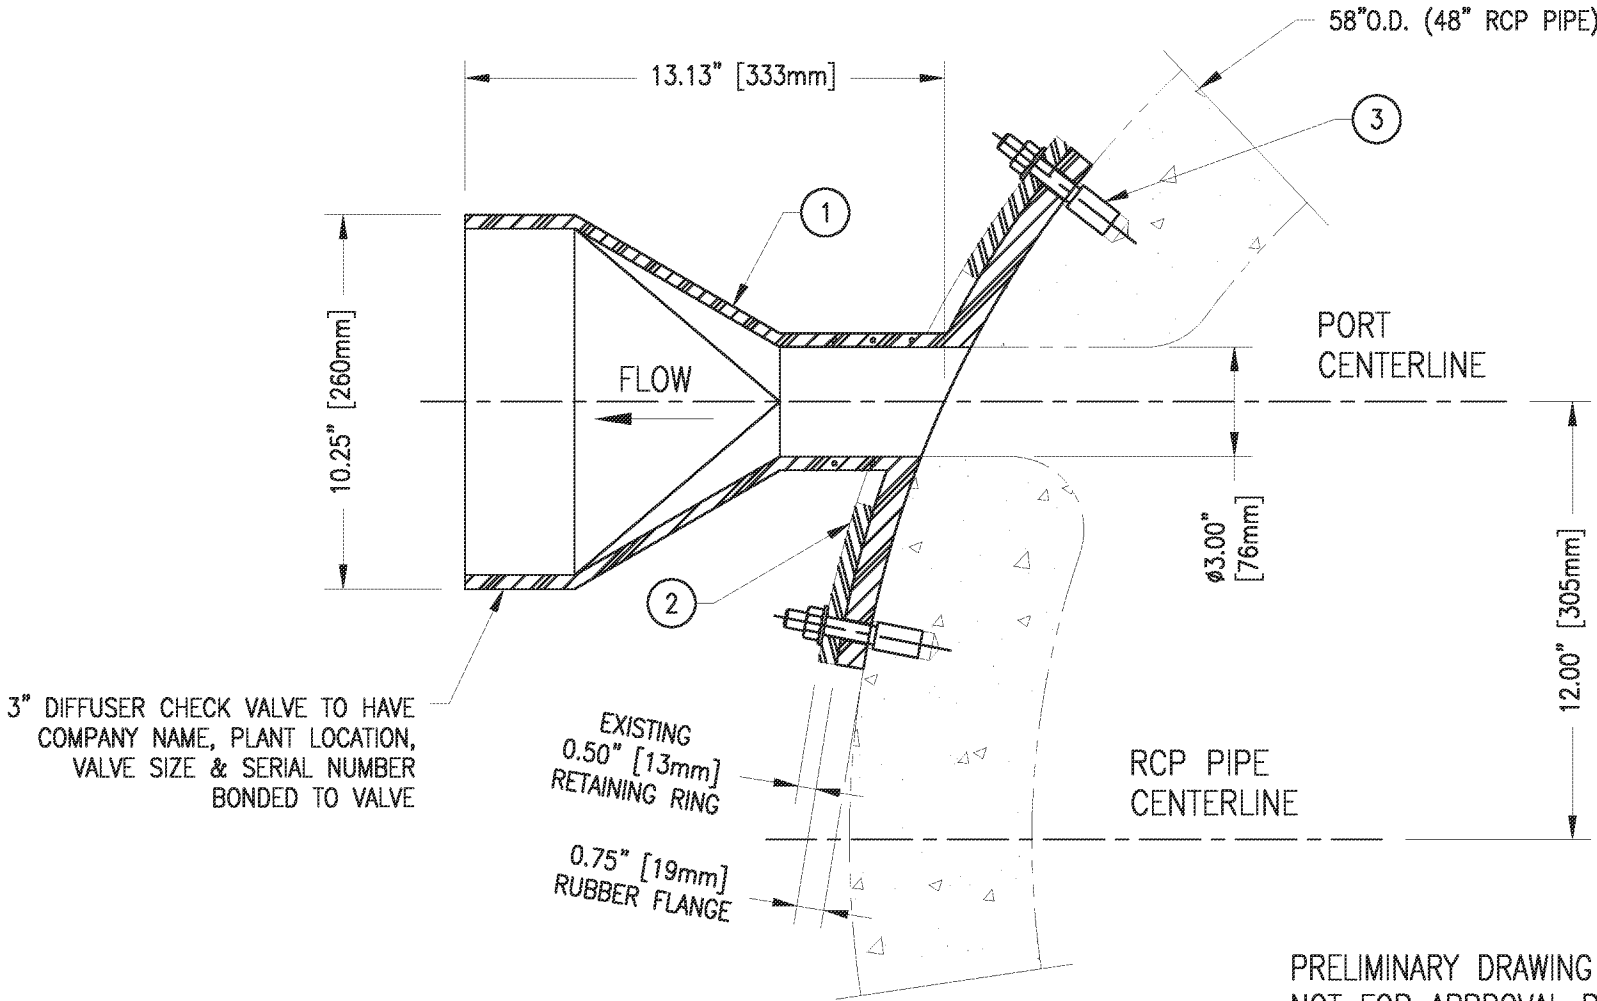 58"O.D. (48" RCP PIPE)
13.13" [333mm]
3
1
10.25" [260mm]
FLOW
PORT
CENTERLINE
ø3.00"
[76mm]
12.00" [305mm]
2
3" DIFFUSER CHECK VALVE TO HAVE
COMPANY NAME, PLANT LOCATION,
VALVE SIZE & SERIAL NUMBER
BONDED TO VALVE
EXISTING
0.50" [13mm]
RETAINING RING
RCP PIPE
CENTERLINE
0.75" [19mm]
RUBBER FLANGE
PRELIMINARY DRAWING
NOT FOR APPROVAL